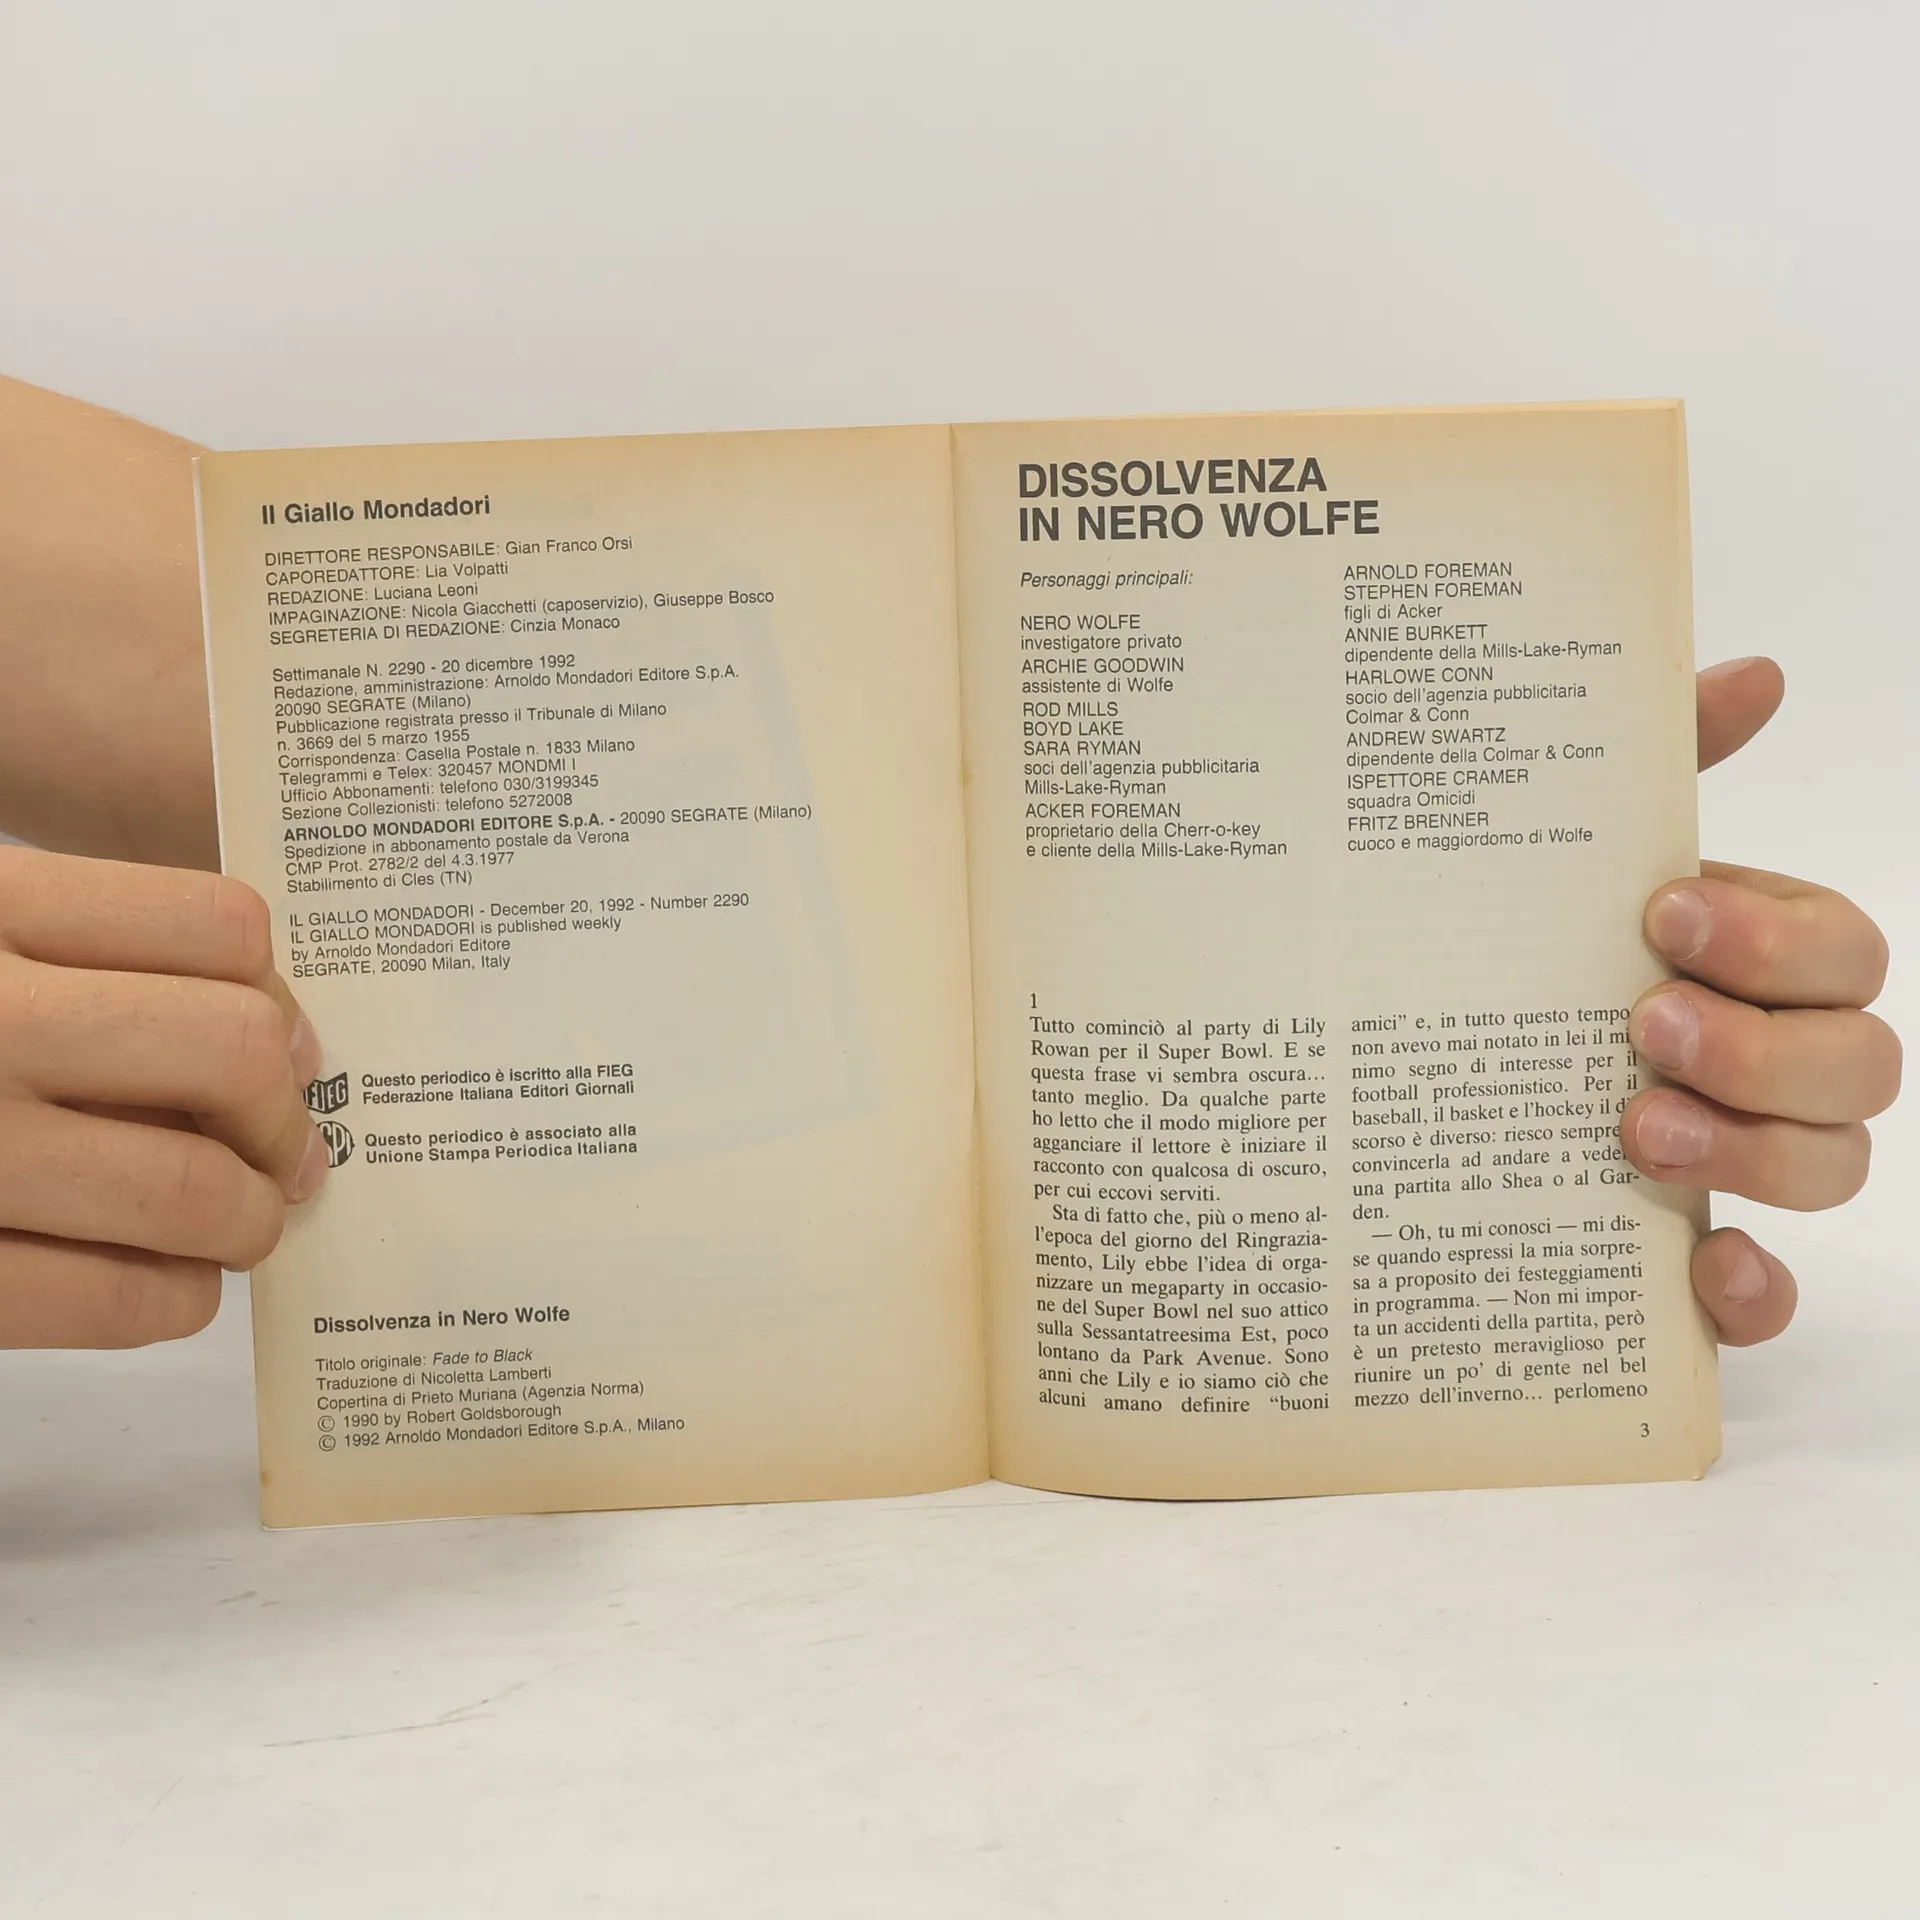 Il Giallo Mondadori
DIRETTORE RESPONSABILE: Gian Franco Orsi
CAPOREDATTORE: Lia Volpatti
REDAZIONE: Luciana Leoni
IMPAGINAZIONE: Nicola Giacchetti (caposervizio), Giuseppe Bosco
SEGRETERIA DI REDAZIONE: Cinzia Monaco
Settimanale N. 2290 - 20 dicembre 1992
Redazione, amministrazione: Arnoldo Mondadori Editore S.p.A.
20090 SEGRATE (Milano)
Pubblicazione registrata presso il Tribunale di Milano
n. 3669 del 5 marzo 1955
Corrispondenza: Casella Postale n. 1833 Milano
Telegrammi e Telex: 320457 MONDMI I
Ufficio Abbonamenti: telefono 030/3199345
Sezione Collezionisti: telefono 5272008
ARNOLDO MONDADORI EDITORE S.p.A. - 20090 SEGRATE (Milano)
Spedizione in abbonamento postale da Verona
CMP Prot. 2782/2 del 4.3.1977
Stabilimento di Cles (TN)
IL GIALLO MONDADORI - December 20, 1992 - Number 2290
IL GIALLO MONDADORI is published weekly
by Arnoldo Mondadori Editore
SEGRATE, 20090 Milan, Italy
FIEG
Questo periodico è iscritto alla FIEG
Federazione Italiana Editori Giornali
Questo periodico è associato alla
Unione Stampa Periodica Italiana
Dissolvenza in Nero Wolfe
Titolo originale: Fade to Black
Traduzione di Nicoletta Lamberti
Copertina di Prieto Muriana (Agenzia Norma)
© 1990 by Robert Goldsborough
© 1992 Arnoldo Mondadori Editore S.p.A., Milano
DISSOLVENZA
IN NERO WOLFE
Personaggi principali:
NERO WOLFE
investigatore privato
ARCHIE GOODWIN
assistente di Wolfe
ROD MILLS
BOYD LAKE
SARA RYMAN
soci dell'agenzia pubblicitaria
Mills-Lake-Ryman
ACKER FOREMAN
proprietario della Cherr-o-key
e cliente della Mills-Lake-Ryman
ARNOLD FOREMAN
STEPHEN FOREMAN
figli di Acker
ANNIE BURKETT
dipendente della Mills-Lake-Ryman
HARLOWE CONN
socio dell'agenzia pubblicitaria
Colmar & Conn
ANDREW SWARTZ
dipendente della Colmar & Conn
ISPETTORE CRAMER
squadra Omicidi
FRITZ BRENNER
cuoco e maggiordomo di Wolfe
1
Tutto cominciò al party di Lily
Rowan per il Super Bowl. E se
questa frase vi sembra oscura...
tanto meglio. Da qualche parte
ho letto che il modo migliore per
agganciare il lettore è iniziare il
racconto con qualcosa di oscuro,
per cui eccovi serviti.
Sta di fatto che, più o meno al-
l'epoca del giorno del Ringrazia-
mento, Lily ebbe l'idea di orga-
nizzare un megaparty in occasio-
ne del Super Bowl nel suo attico
sulla Sessantatreesima Est, poco
lontano da Park Avenue. Sono
anni che Lily e io siamo ciò che
alcuni amano definire “buoni
amici” e, in tutto questo tempo
non avevo mai notato in lei il mi
nimo segno di interesse per il
football professionistico. Per il
baseball, il basket e l'hockey il
scorso è diverso: riesco sempre
convincerla ad andare a vede
una partita allo Shea o al Gar-
den.
— Oh, tu mi conosci — mi dis-
se quando espressi la mia sorpre-
sa a proposito dei festeggiamenti
in programma. — Non mi impor-
ta un accidenti della partita, però
è un pretesto meraviglioso per
riunire un po' di gente nel bel
mezzo dell'inverno... perlomeno
3